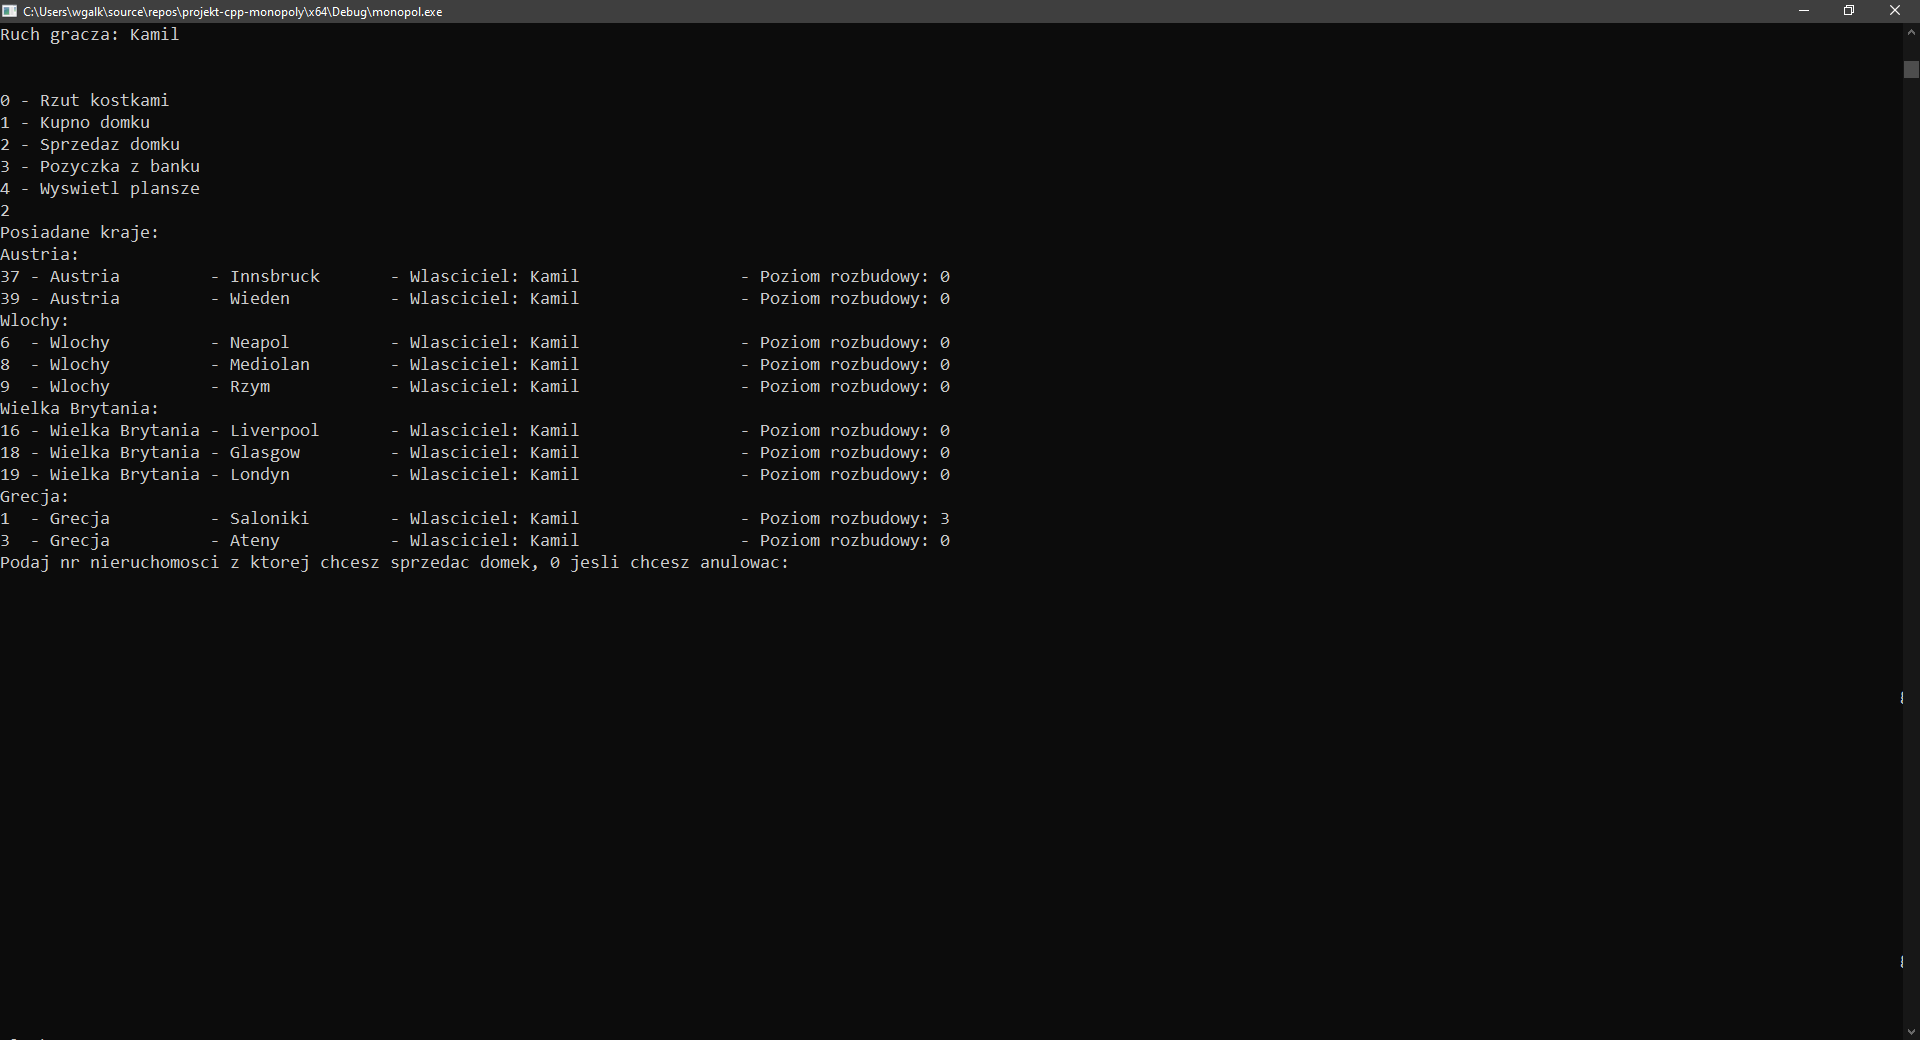 C:\Users\wgalk\source\repos\projekt-cpp-monopoly\x64\Debug\monopol.exe
Ruch gracza: Kamil
0 - Rzut kostkami
1 - Kupno domku
2 - Sprzedaz domku
3 - Pozyczka z banku
4 - Wyswietl plansze
2
Posiadane kraje:
Austria:
37 - Austria         - Innsbruck       - Wlasciciel: Kamil                - Poziom rozbudowy: 0
39 - Austria         - Wieden          - Wlasciciel: Kamil                - Poziom rozbudowy: 0
Wlochy:
6  - Wlochy          - Neapol          - Wlasciciel: Kamil                - Poziom rozbudowy: 0
8  - Wlochy          - Mediolan        - Wlasciciel: Kamil                - Poziom rozbudowy: 0
9  - Wlochy          - Rzym            - Wlasciciel: Kamil                - Poziom rozbudowy: 0
Wielka Brytania:
16 - Wielka Brytania - Liverpool       - Wlasciciel: Kamil                - Poziom rozbudowy: 0
18 - Wielka Brytania - Glasgow         - Wlasciciel: Kamil                - Poziom rozbudowy: 0
19 - Wielka Brytania - Londyn          - Wlasciciel: Kamil                - Poziom rozbudowy: 0
Grecja:
1  - Grecja          - Saloniki        - Wlasciciel: Kamil                - Poziom rozbudowy: 3
3  - Grecja          - Ateny           - Wlasciciel: Kamil                - Poziom rozbudowy: 0
Podaj nr nieruchomosci z ktorej chcesz sprzedac domek, 0 jesli chcesz anulowac: